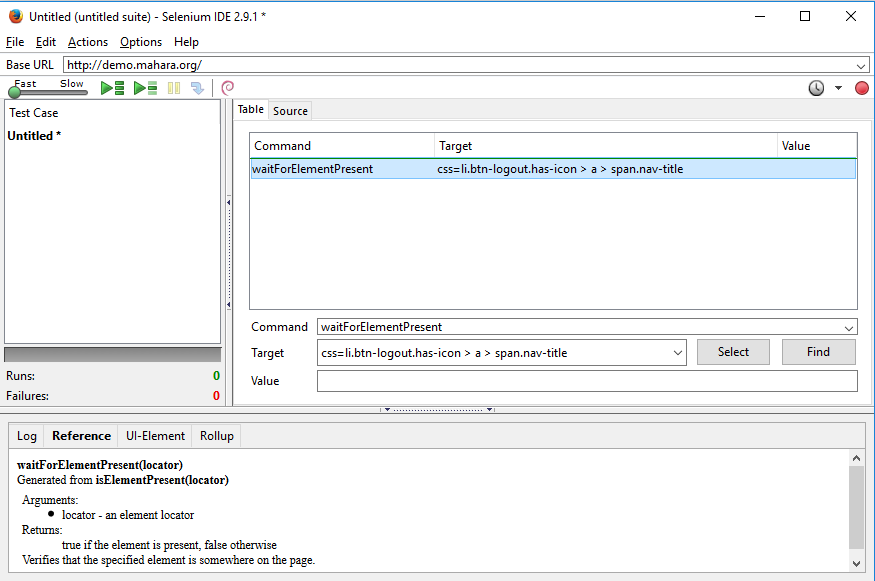 Untitled (untitled suite) - Selenium IDE 2.9.1 *
File Edit Actions Options Help
Base URL http://demo.mahara.org/
Fast Slow
Test Case
Untitled *
Runs: 0
Failures: 0
Table Source
Command Target Value
waitForElementPresent css=li.btn-logout.has-icon > a > span.nav-title
Command waitForElementPresent
Target css=li.btn-logout.has-icon > a > span.nav-title Select Find
Value
Log Reference UI-Element Rollup
waitForElementPresent(locator)
Generated from isElementPresent(locator)
Arguments:
• locator - an element locator
Returns:
true if the element is present, false otherwise
Verifies that the specified element is somewhere on the page.